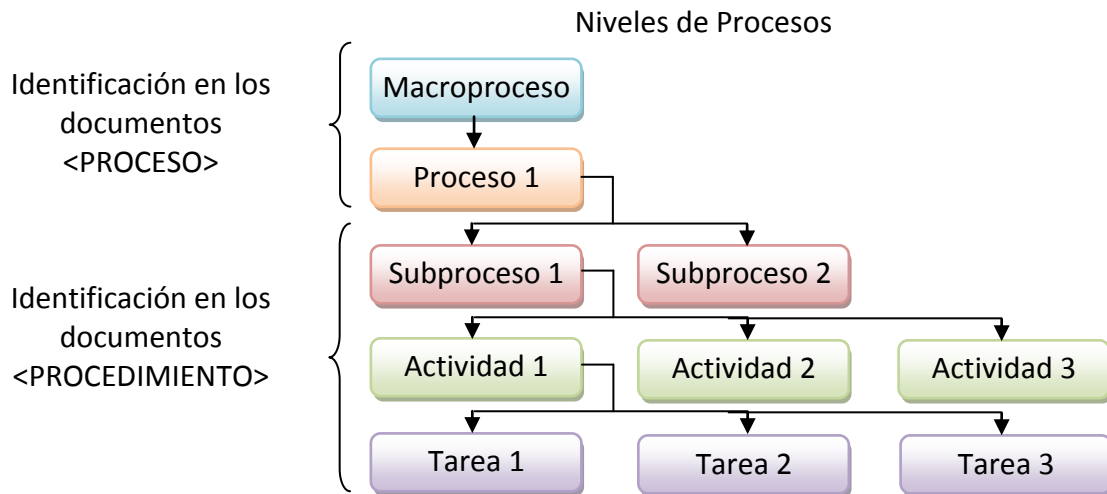 Niveles de Procesos
Identificación en los
documentos
<PROCESO>
Macroproceso
Proceso 1
Identificación en los
documentos
<PROCEDIMIENTO>
Subproceso 1
Subproceso 2
Actividad 1
Actividad 2
Actividad 3
Tarea 1
Tarea 2
Tarea 3